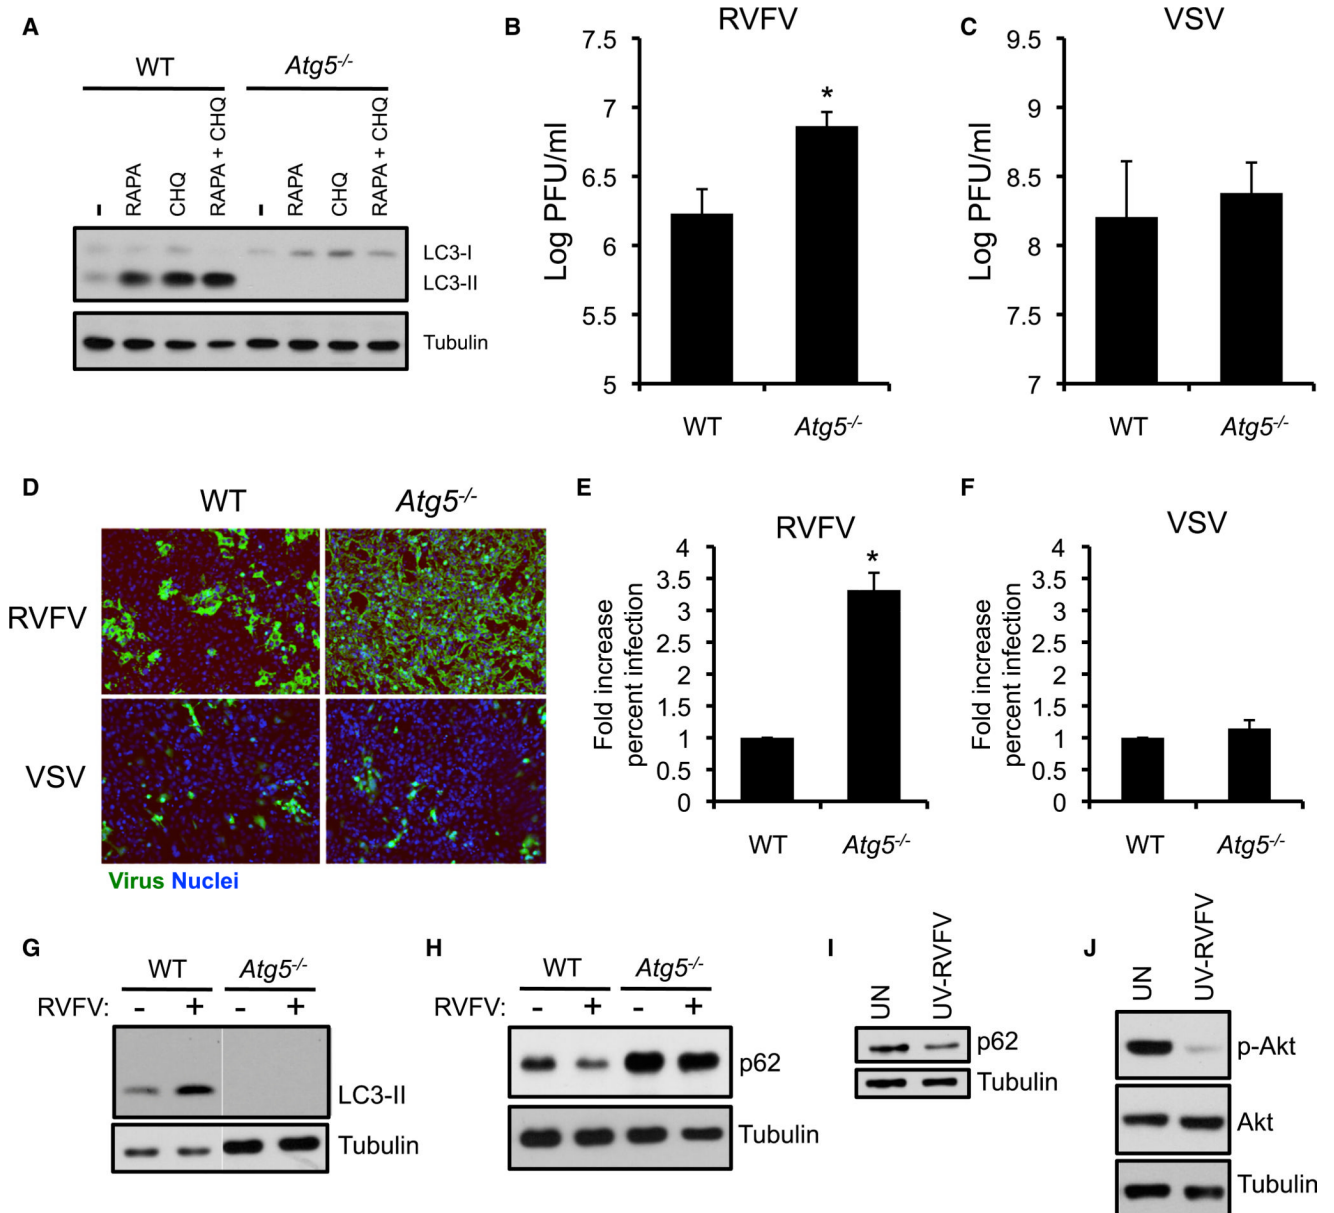 A
WT Atg5-/-
- RAPA CHQ RAPA + CHQ - RAPA CHQ RAPA + CHQ
LC3-I
LC3-II
Tubulin
B
RVFV
Log PFU/ml
7.5
7
6.5
6
5.5
5
*
WT Atg5-/-
C
VSV
Log PFU/ml
9.5
9
8.5
8
7.5
7
WT Atg5-/-
D
WT Atg5-/-
RVFV
VSV
Virus Nuclei
E
RVFV
Fold increase
percent infection
4
3.5
3
2.5
2
1.5
1
0.5
0
*
WT Atg5-/-
F
VSV
Fold increase
percent infection
4
3.5
3
2.5
2
1.5
1
0.5
0
WT Atg5-/-
G
WT Atg5-/-
RVFV: - + - +
LC3-II
Tubulin
H
WT Atg5-/-
RVFV: - + - +
p62
Tubulin
I
UN UV-RVFV
p62
Tubulin
J
UN UV-RVFV
p-Akt
Akt
Tubulin